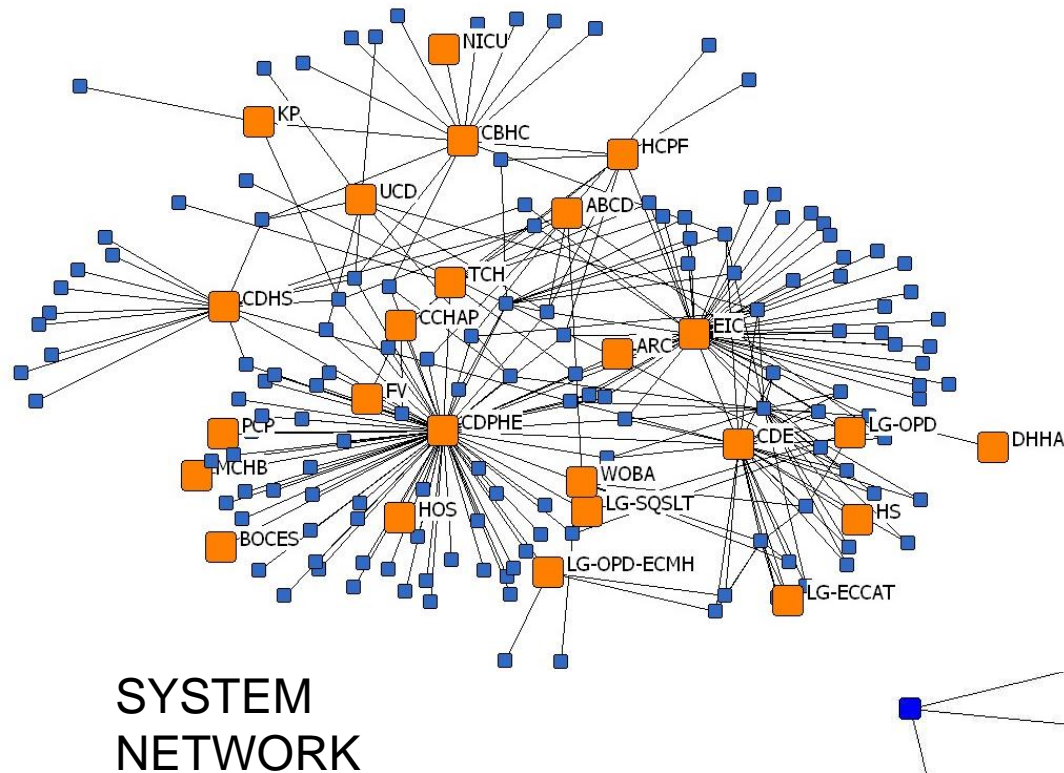 NICU
KP
CBHC
HCPF
UCD
ABCD
TCH
CDHS
CCHAP
EIC
ARC
FV
CDPHE
PCP
LG-OPD
CDE
DHHA
MCHB
WOBA
LG-SQSLT
HOS
HS
BOCES
LG-OPD-ECMH
LG-ECCAT
SYSTEM
NETWORK